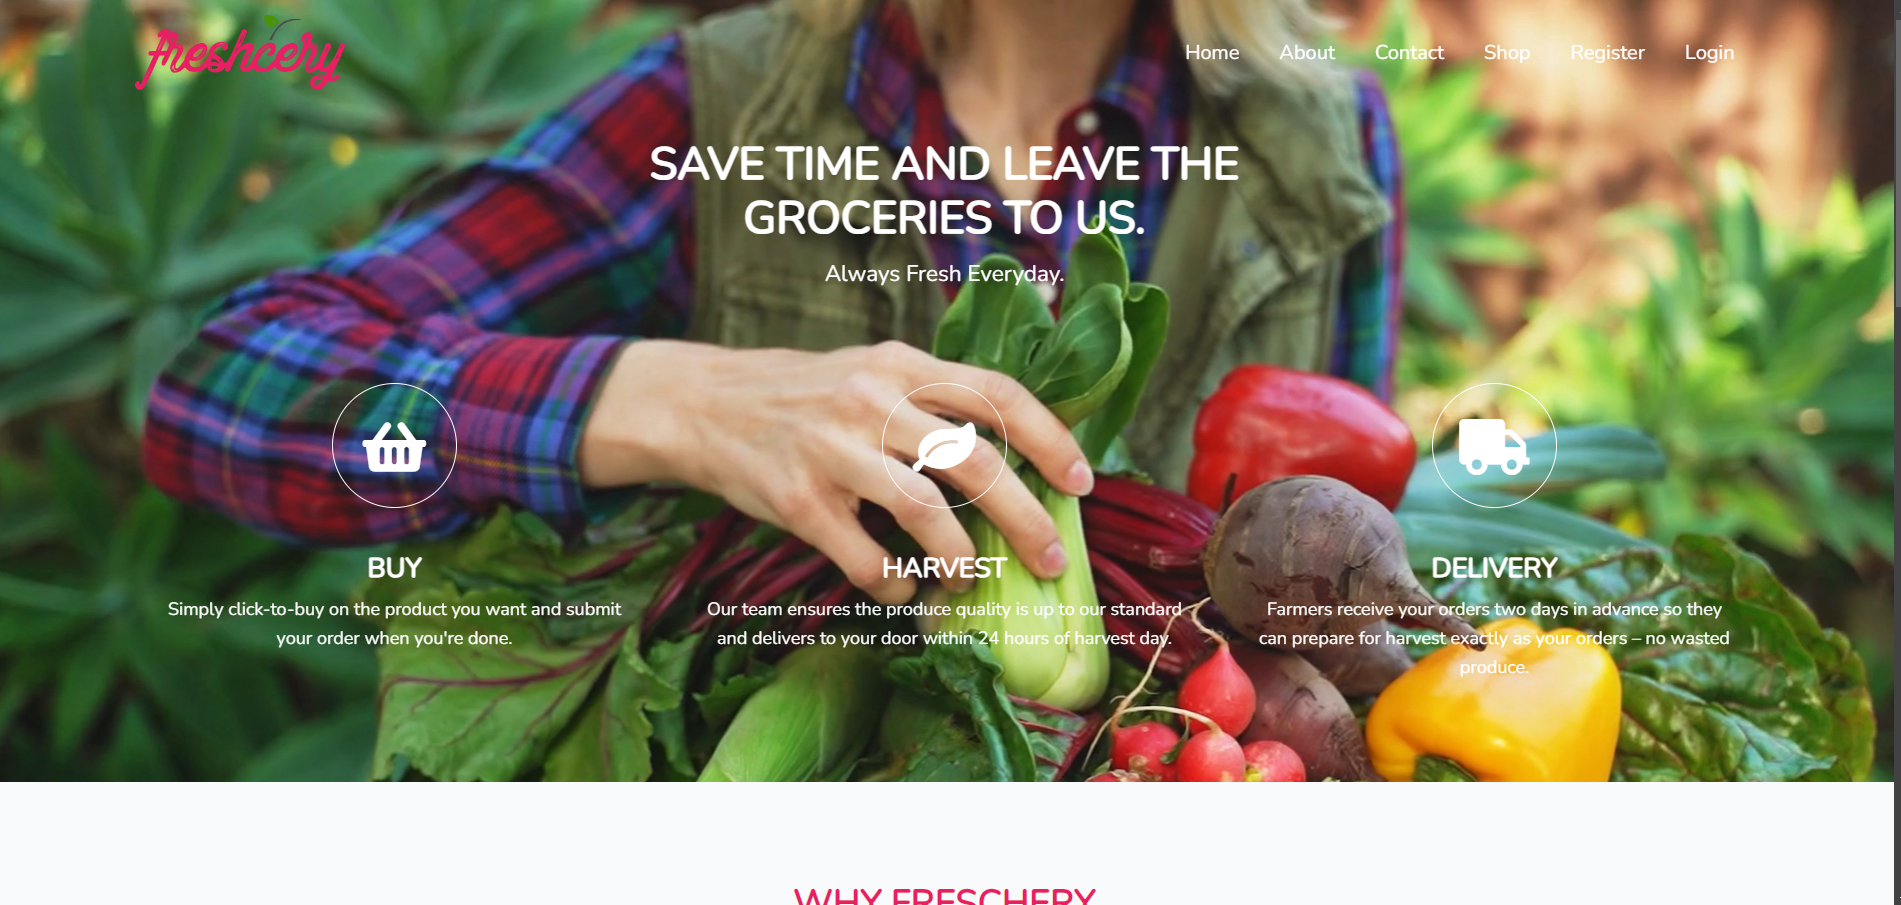 freshcery
Home About Contact Shop Register Login
SAVE TIME AND LEAVE THE
GROCERIES TO US.
Always Fresh Everyday.
BUY
Simply click-to-buy on the product you want and submit
your order when you're done.
HARVEST
Our team ensures the produce quality is up to our standard
and delivers to your door within 24 hours of harvest day.
DELIVERY
Farmers receive your orders two days in advance so they
can prepare for harvest exactly as your orders – no wasted
produce.
WHY FRESCHERY